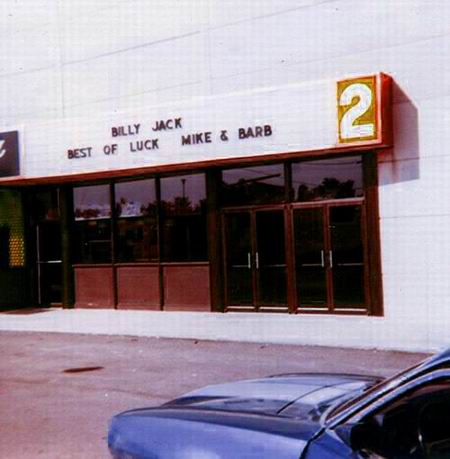 BILLY JACK
BEST OF LUCK MIKE & BARB
2